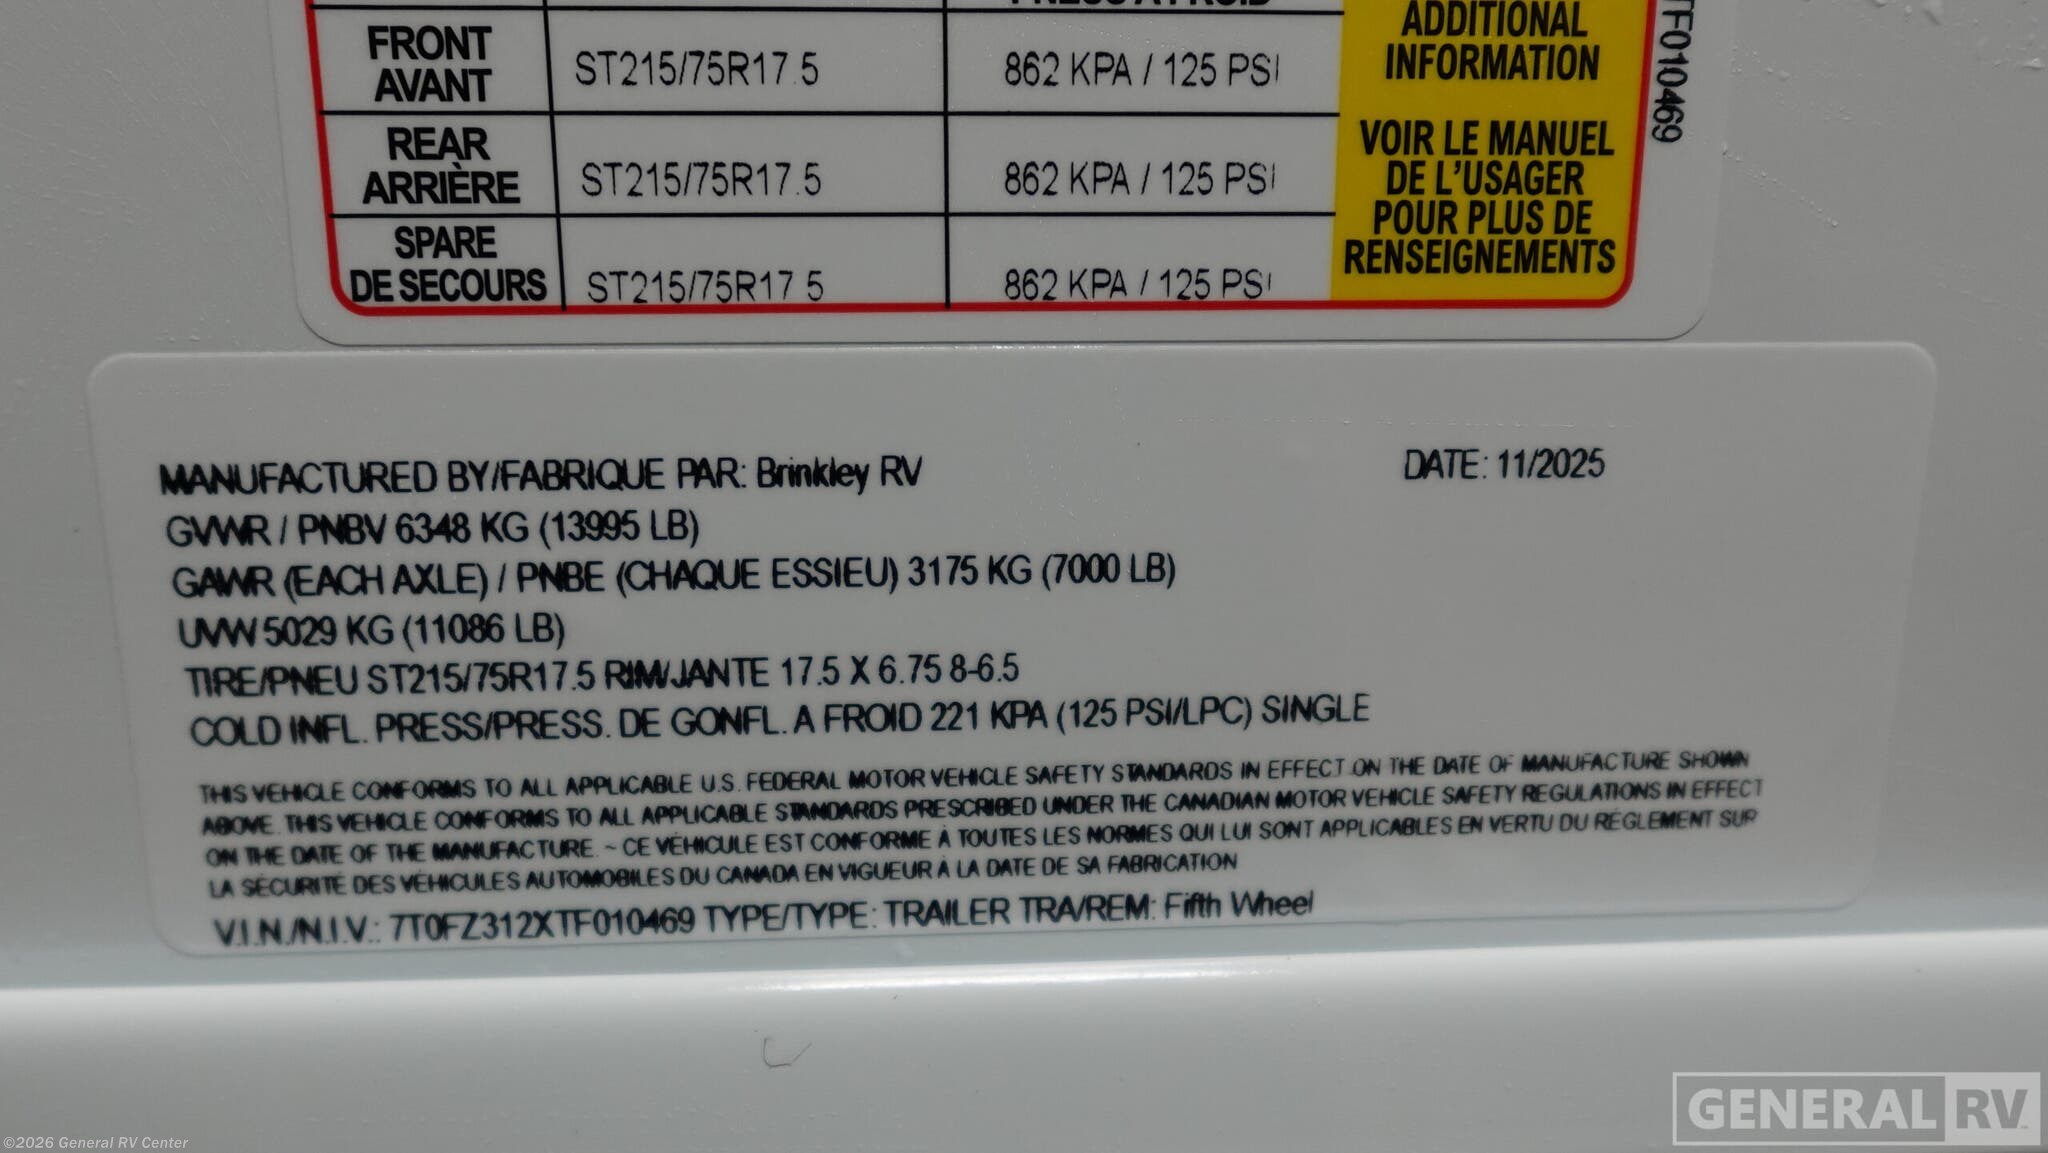 FRONT
AVANT
ST215/75R17.5
862 KPA / 125 PSI
REAR
ARRIÈRE
ST215/75R17.5
862 KPA / 125 PSI
SPARE
DE SECOURS
ST215/75R17 5
862 KPA / 125 PSI
ADDITIONAL
INFORMATION
VOIR LE MANUEL
DE L'USAGER
POUR PLUS DE
RENSEIGNEMENTS
TF010469
MANUFACTURED BY/FABRIQUE PAR: Brinkley RV
DATE: 11/2025
GVWR / PNBV 6348 KG (13995 LB)
GAWR (EACH AXLE) / PNBE (CHAQUE ESSIEU) 3175 KG (7000 LB)
UVW 5029 KG (11086 LB)
TIRE/PNEU ST215/75R17.5 RIM/JANTE 17.5 X 6.75 8-6.5
COLD INFL. PRESS/PRESS. DE GONFL. A FROID 221 KPA (125 PSI/LPC) SINGLE
THIS VEHICLE CONFORMS TO ALL APPLICABLE U.S. FEDERAL MOTOR VEHICLE SAFETY STANDARDS IN EFFECT ON THE DATE OF MANUFACTURE SHOWN
ABOVE. THIS VEHICLE CONFORMS TO ALL APPLICABLE STANDARDS PRESCRIBED UNDER THE CANADIAN MOTOR VEHICLE SAFETY REGULATIONS IN EFFECT
ON THE DATE OF THE MANUFACTURE. ~ CE VÉHICULE EST CONFORME À TOUTES LES NORMES QUI LUI SONT APPLICABLES EN VERTU DU RÉGLEMENT SUR
LA SÉCURITÉ DES VÉHICULES AUTOMOBILES DU CANADA EN VIGUEUR À LA DATE DE SA FABRICATION
V.I.N./N.I.V.: 7T0FZ312XTF010469 TYPE/TYPE: TRAILER TRA/REM: Fifth Wheel
GENERAL RV
©2026 General RV Center